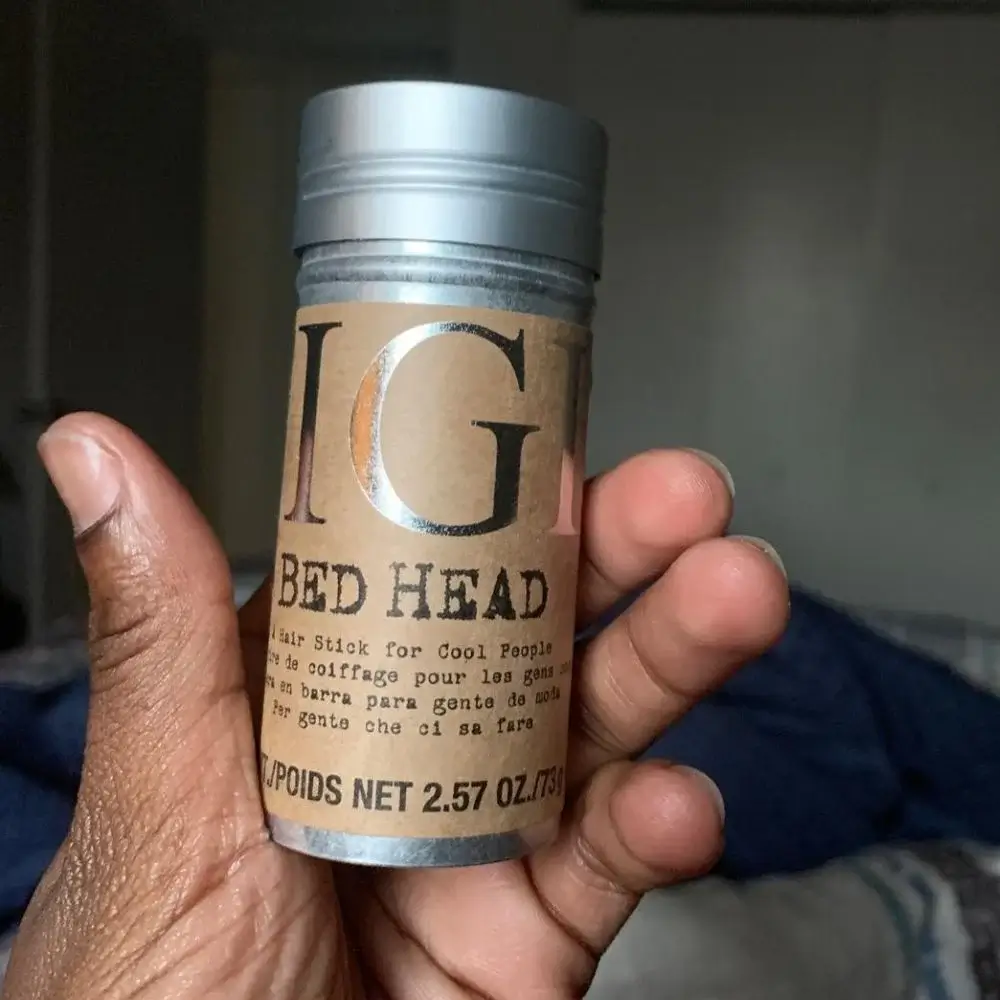 IGI
BED HEAD
A Hair Stick for Cool People
de coiffage pour les gens
en barra para gente de moda
Per gente che ci sa fare
./POIDS NET 2.57 OZ./73g